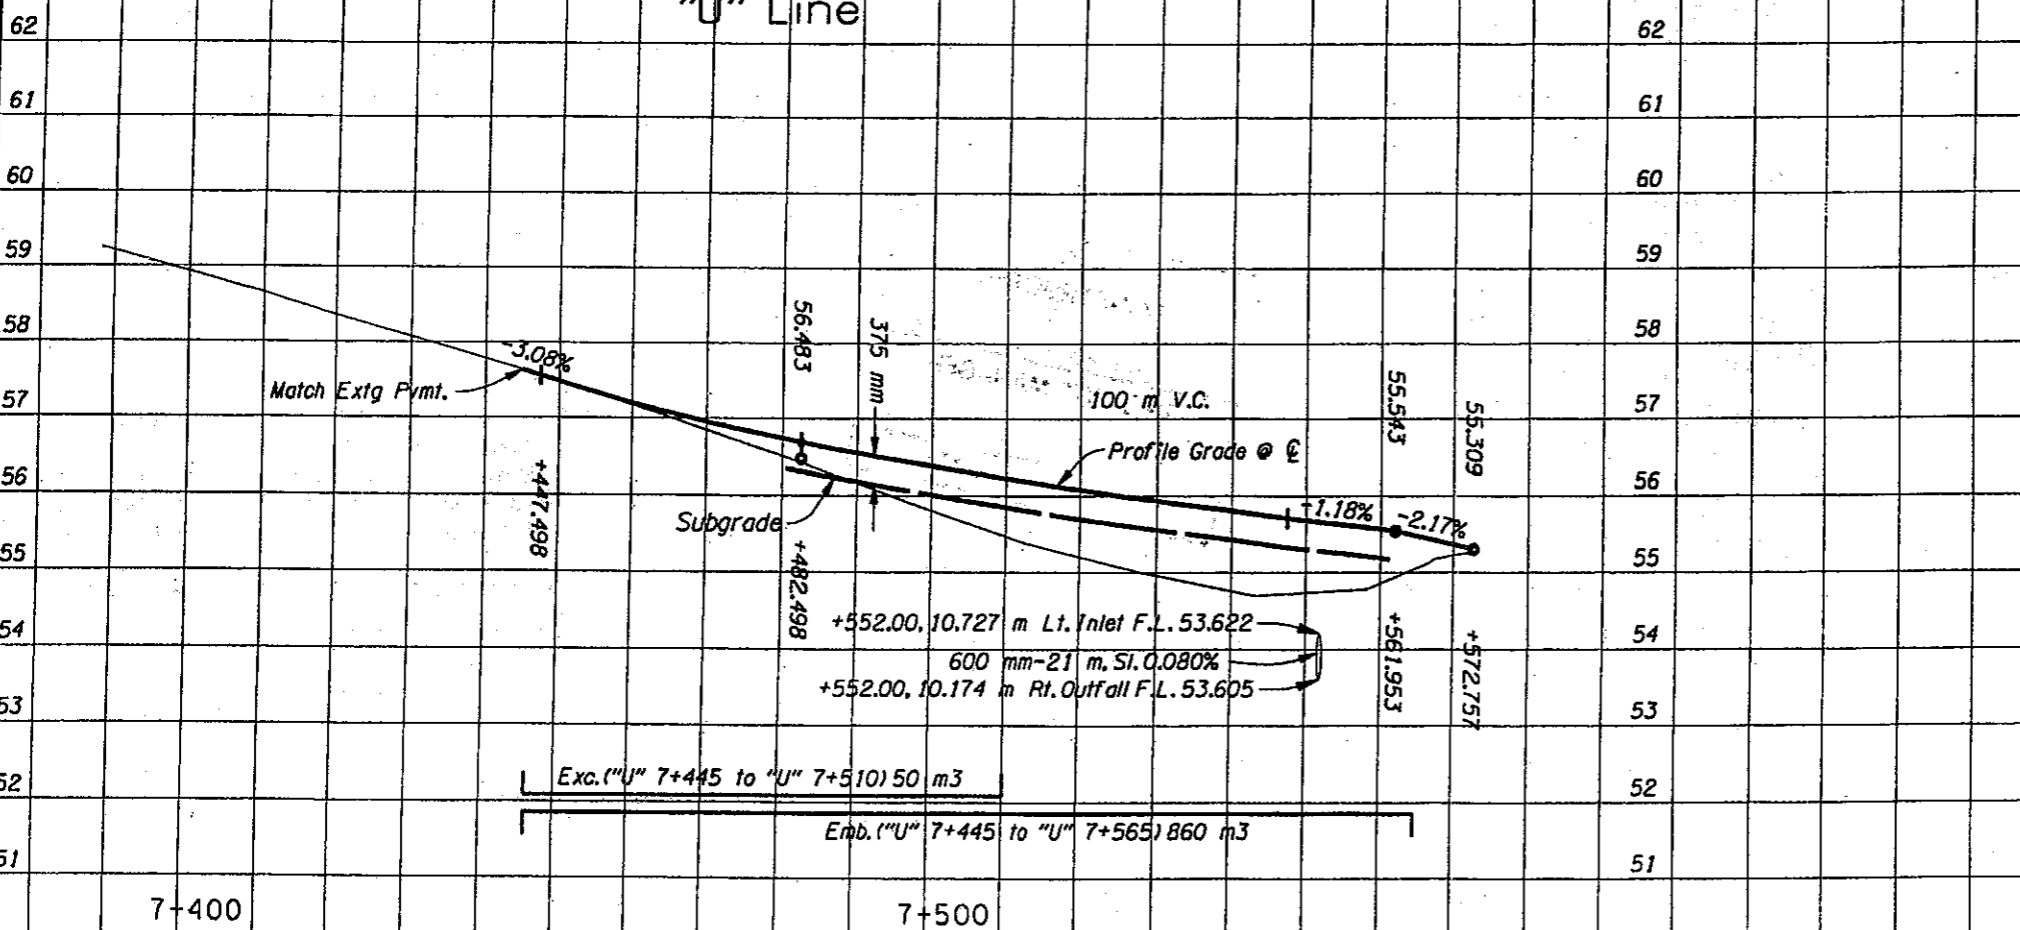 "U" Line
62 62
61 61
60 60
59 59
58 58
57 57
56 56
55 55
54 54
53 53
52 52
51 51
-3.08%
Match Extg Pvmt.
56.483
375 mm
100 m V.C.
55.543
55.309
Profile Grade @ ℄
Subgrade
-1.18%
-2.17%
+447.498
+482.498
+561.953
+572.757
+552.00, 10.727 m Lt. Inlet F.L. 53.622
600 mm-21 m, Sl. 0.080%
+552.00, 10.174 m Rt. Outfall F.L. 53.605
Exc. ("U" 7+445 to "U" 7+510) 50 m3
Emb. ("U" 7+445 to "U" 7+565) 860 m3
7+400 7+500